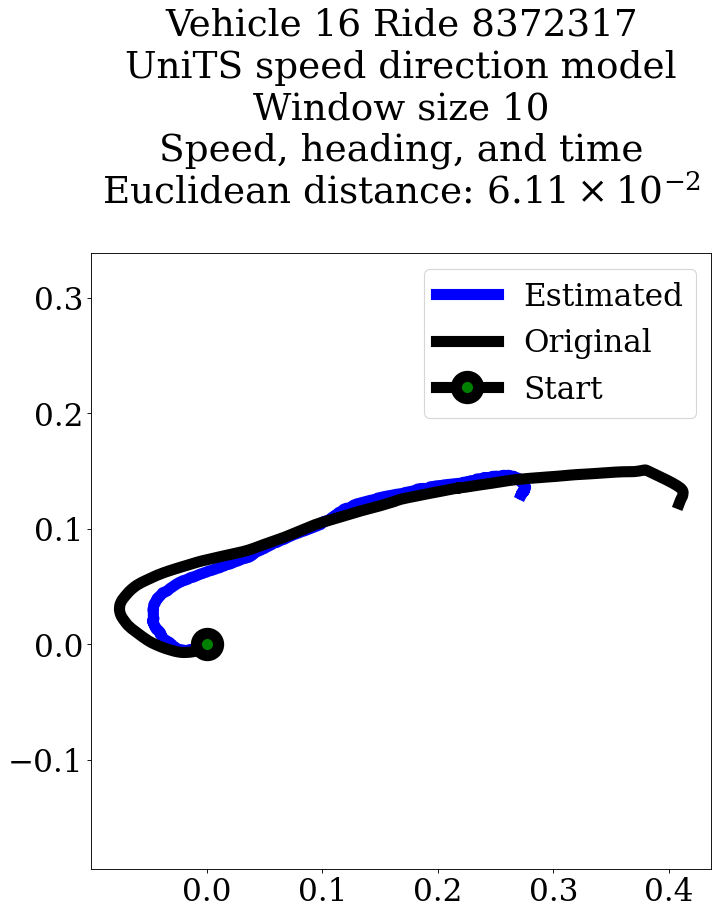 Vehicle 16 Ride 8372317
UniTS speed direction model
Window size 10
Speed, heading, and time
Euclidean distance: 6.11 × 10⁻²
Estimated
Original
Start
0.3
0.2
0.1
0.0
−0.1
0.0 0.1 0.2 0.3 0.4